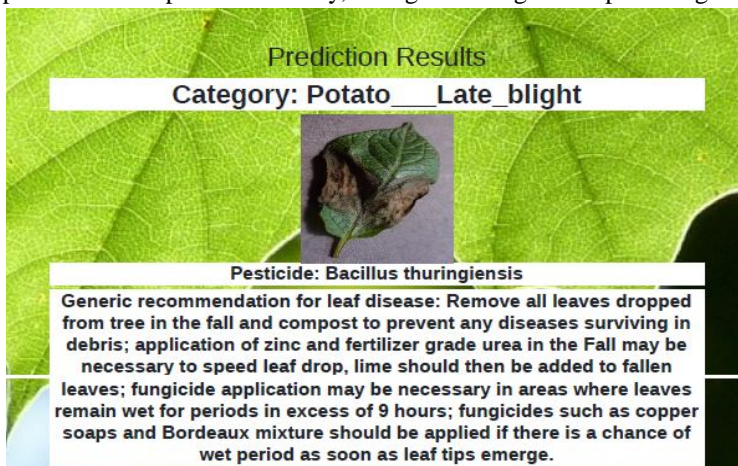 Prediction Results
Category: Potato___Late_blight
Pesticide: Bacillus thuringiensis
Generic recommendation for leaf disease: Remove all leaves dropped
from tree in the fall and compost to prevent any diseases surviving in
debris; application of zinc and fertilizer grade urea in the Fall may be
necessary to speed leaf drop, lime should then be added to fallen
leaves; fungicide application may be necessary in areas where leaves
remain wet for periods in excess of 9 hours; fungicides such as copper
soaps and Bordeaux mixture should be applied if there is a chance of
wet period as soon as leaf tips emerge.